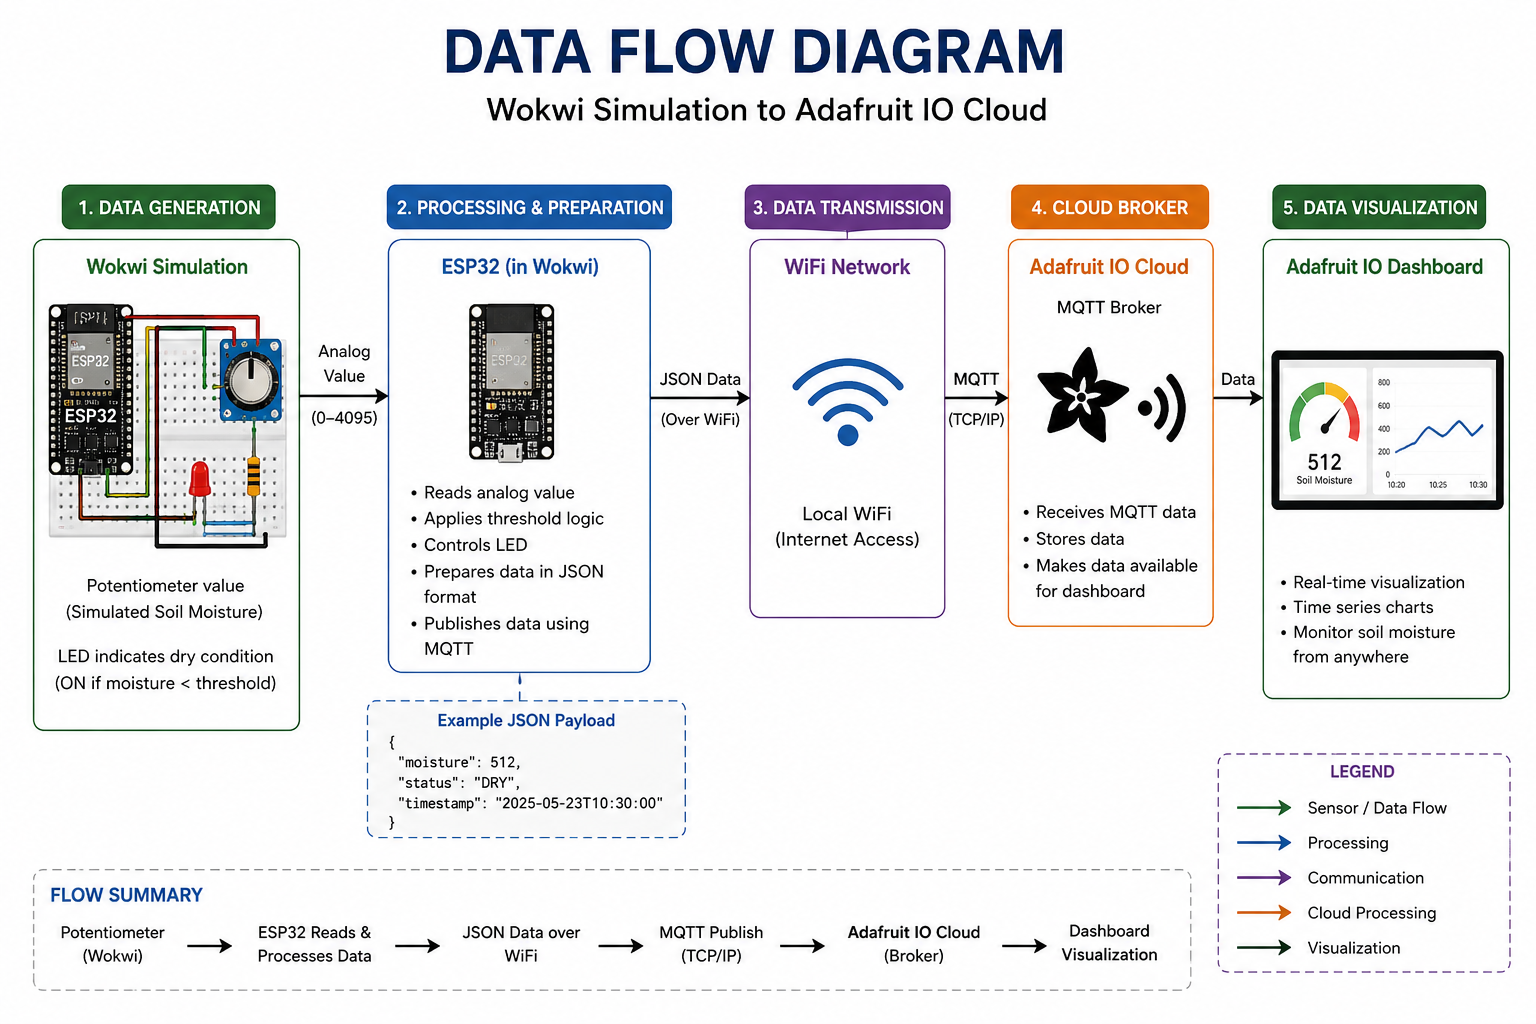 DATA FLOW DIAGRAM
Wokwi Simulation to Adafruit IO Cloud
1. DATA GENERATION
Wokwi Simulation
ESP32
ESP32
Potentiometer value
(Simulated Soil Moisture)
LED indicates dry condition
(ON if moisture < threshold)
Analog
Value
(0–4095)
2. PROCESSING & PREPARATION
ESP32 (in Wokwi)
ESP32
• Reads analog value
• Applies threshold logic
• Controls LED
• Prepares data in JSON
format
• Publishes data using
MQTT
Example JSON Payload
{
"moisture": 512,
"status": "DRY",
"timestamp": "2025-05-23T10:30:00"
}
JSON Data
(Over WiFi)
3. DATA TRANSMISSION
WiFi Network
Local WiFi
(Internet Access)
MQTT
(TCP/IP)
4. CLOUD BROKER
Adafruit IO Cloud
MQTT Broker
• Receives MQTT data
• Stores data
• Makes data available
for dashboard
Data
5. DATA VISUALIZATION
Adafruit IO Dashboard
512
Soil Moisture
800
600
400
200
0
10:20 10:25 10:30
• Real-time visualization
• Time series charts
• Monitor soil moisture
from anywhere
LEGEND
Sensor / Data Flow
Processing
Communication
Cloud Processing
Visualization
FLOW SUMMARY
Potentiometer
(Wokwi)
ESP32 Reads &
Processes Data
JSON Data over
WiFi
MQTT Publish
(TCP/IP)
Adafruit IO Cloud
(Broker)
Dashboard
Visualization